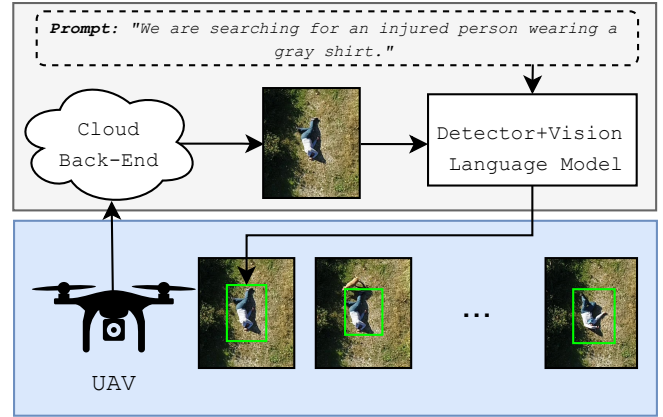 Prompt: "We are searching for an injured person wearing a
gray shirt."
Cloud
Back-End
Detector+Vision
Language Model
UAV
...